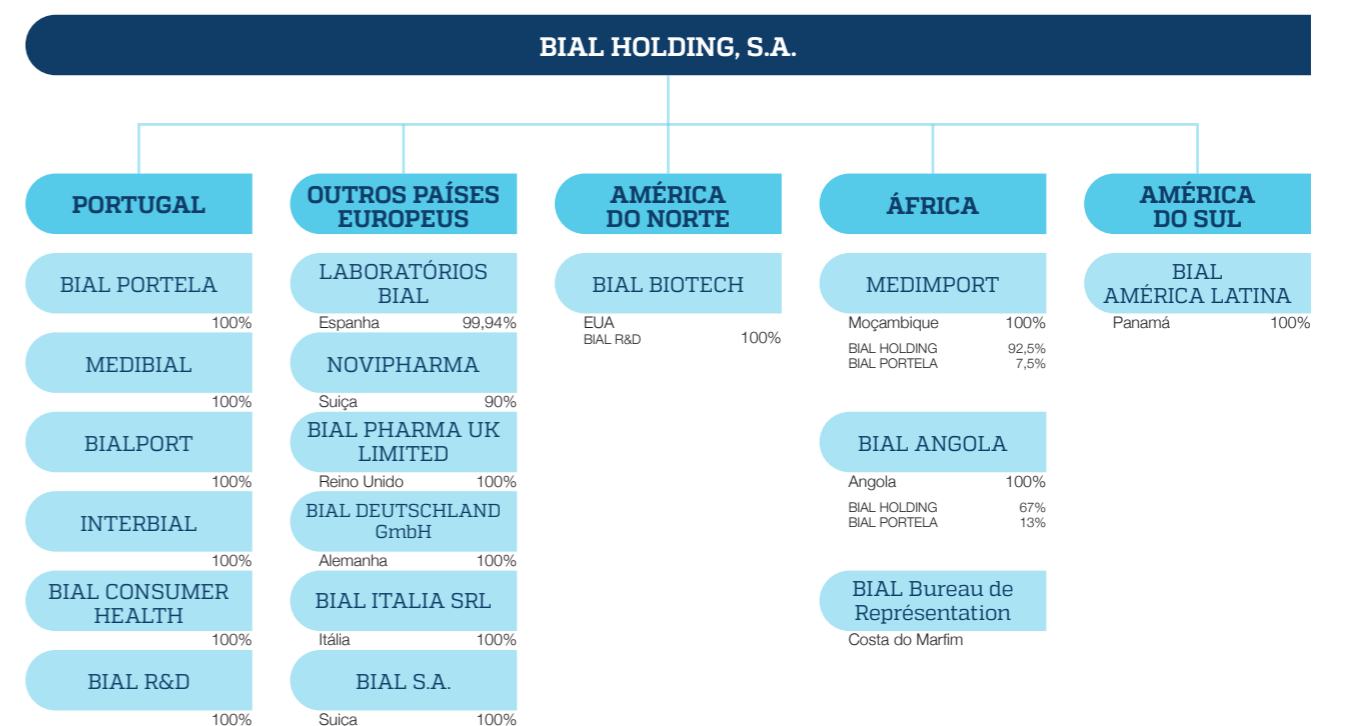 BIAL HOLDING, S.A.
PORTUGAL
BIAL PORTELA
100%
MEDIBIAL
100%
BIALPORT
100%
INTERBIAL
100%
BIAL CONSUMER
HEALTH
100%
BIAL R&D
100%
OUTROS PAÍSES
EUROPEUS
LABORATÓRIOS
BIAL
Espanha 99,94%
NOVIPHARMA
Suiça 90%
BIAL PHARMA UK
LIMITED
Reino Unido 100%
BIAL DEUTSCHLAND
GmbH
Alemanha 100%
BIAL ITALIA SRL
Itália 100%
BIAL S.A.
Suica 100%
AMÉRICA
DO NORTE
BIAL BIOTECH
EUA
BIAL R&D 100%
ÁFRICA
MEDIMPORT
Moçambique 100%
BIAL HOLDING 92,5%
BIAL PORTELA 7,5%
BIAL ANGOLA
Angola 100%
BIAL HOLDING 67%
BIAL PORTELA 13%
BIAL Bureau de
Représentation
Costa do Marfim
AMÉRICA
DO SUL
BIAL
AMÉRICA LATINA
Panamá 100%